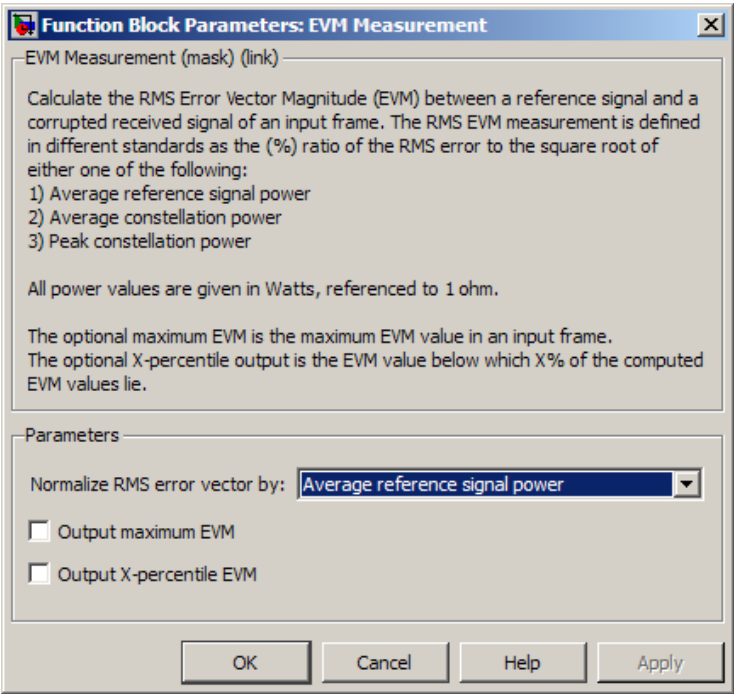 Function Block Parameters: EVM Measurement
EVM Measurement (mask) (link)
Calculate the RMS Error Vector Magnitude (EVM) between a reference signal and a
corrupted received signal of an input frame. The RMS EVM measurement is defined
in different standards as the (%) ratio of the RMS error to the square root of
either one of the following:
1) Average reference signal power
2) Average constellation power
3) Peak constellation power
All power values are given in Watts, referenced to 1 ohm.
The optional maximum EVM is the maximum EVM value in an input frame.
The optional X-percentile output is the EVM value below which X% of the computed
EVM values lie.
Parameters
Normalize RMS error vector by: Average reference signal power
Output maximum EVM
Output X-percentile EVM
OK Cancel Help Apply